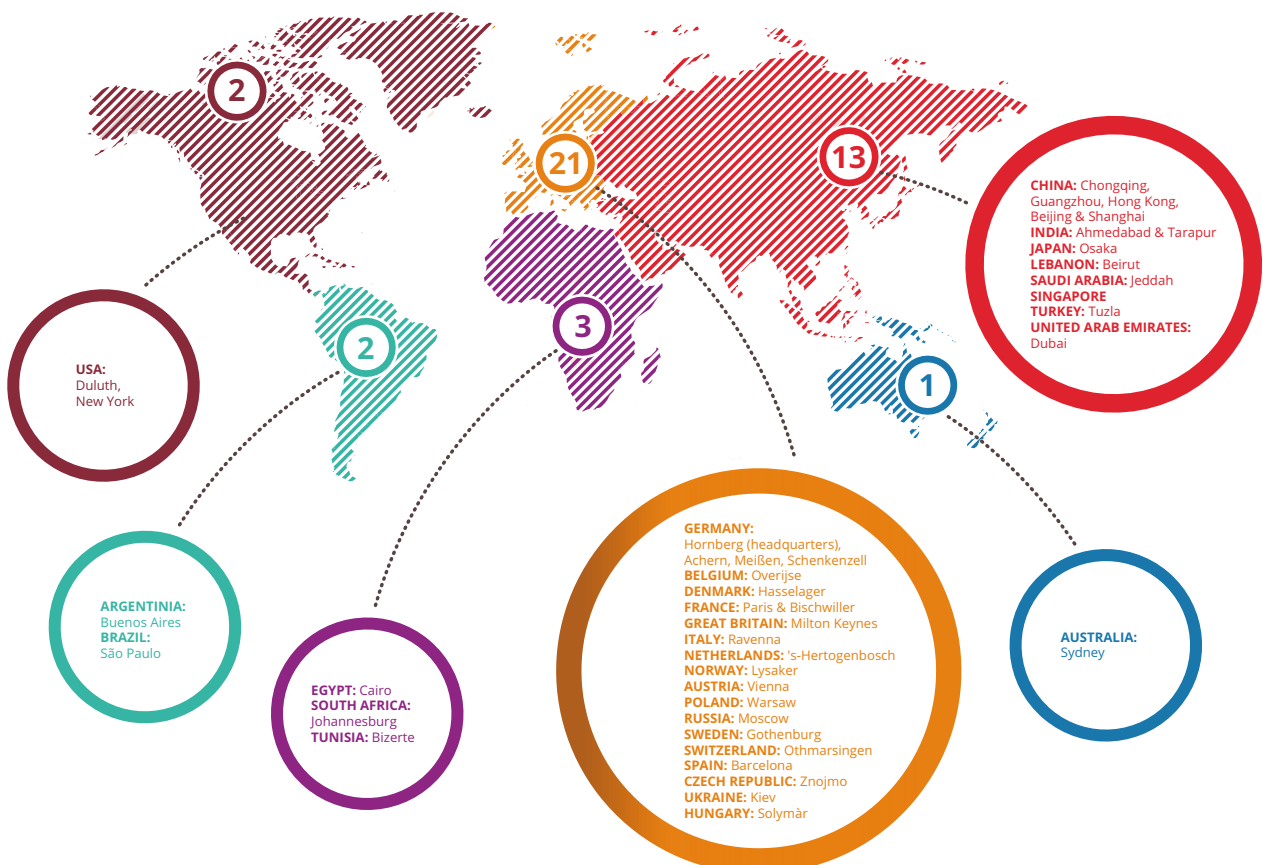 2
21
13
2
3
1
CHINA: Chongqing,
Guangzhou, Hong Kong,
Beijing & Shanghai
INDIA: Ahmedabad & Tarapur
JAPAN: Osaka
LEBANON: Beirut
SAUDI ARABIA: Jeddah
SINGAPORE
TURKEY: Tuzla
UNITED ARAB EMIRATES:
Dubai
USA:
Duluth,
New York
ARGENTINIA:
Buenos Aires
BRAZIL:
São Paulo
EGYPT: Cairo
SOUTH AFRICA:
Johannesburg
TUNISIA: Bizerte
GERMANY:
Hornberg (headquarters),
Achern, Meißen, Schenkenzell
BELGIUM: Overijse
DENMARK: Hasselager
FRANCE: Paris & Bischwiller
GREAT BRITAIN: Milton Keynes
ITALY: Ravenna
NETHERLANDS: 's-Hertogenbosch
NORWAY: Lysaker
AUSTRIA: Vienna
POLAND: Warsaw
RUSSIA: Moscow
SWEDEN: Gothenburg
SWITZERLAND: Othmarsingen
SPAIN: Barcelona
CZECH REPUBLIC: Znojmo
UKRAINE: Kiev
HUNGARY: Solymàr
AUSTRALIA:
Sydney